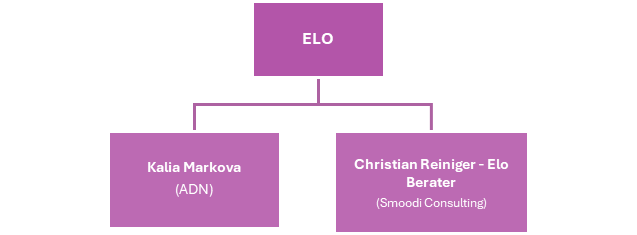 ELO
Kalia Markova
(ADN)
Christian Reiniger - Elo
Berater
(Smoodi Consulting)